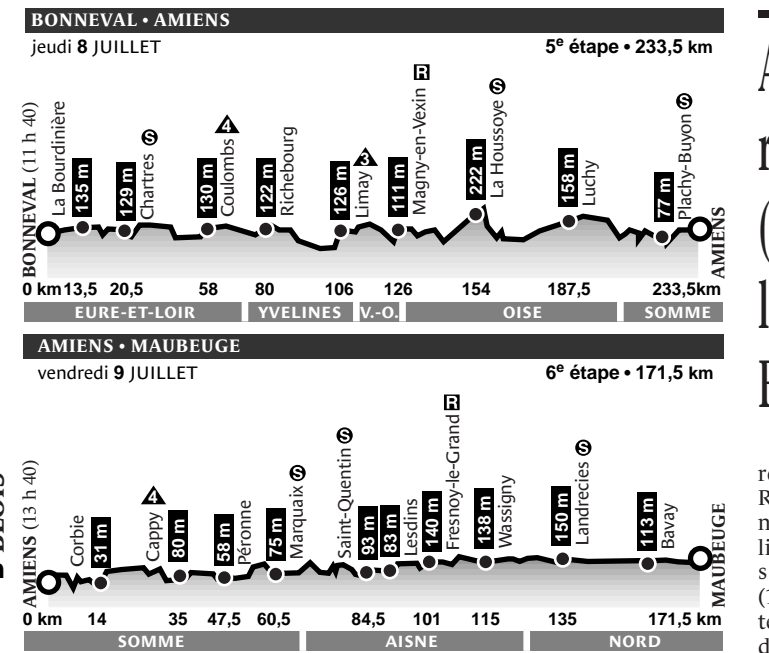 BONNEVAL • AMIENS
jeudi 8 JUILLET
5e étape • 233,5 km
BONNEVAL (11 h 40)
La Bourdinière
135 m
129 m
Chartres S
130 m
Coulombs 4
122 m
Richebourg
126 m
Limay 3
111 m
Magny-en-Vexin R
222 m
La Houssoye S
158 m
Luchy
77 m
Plachy-Buyon S
AMIENS
0 km 13,5 20,5 58 80 106 126 154 187,5 233,5km
EURE-ET-LOIR YVELINES V.-O. OISE SOMME
AMIENS • MAUBEUGE
vendredi 9 JUILLET
6e étape • 171,5 km
AMIENS (13 h 40)
Corbie
31 m
Cappy 4
80 m
58 m
Péronne
75 m
Marquaix S
Saint-Quentin S
93 m
83 m
Lesdins
140 m
Fresnoy-le-Grand R
138 m
Wassigny
150 m
Landrecies S
113 m
Bavay
MAUBEUGE
0 km 14 35 47,5 60,5 84,5 101 115 135 171,5 km
SOMME AISNE NORD